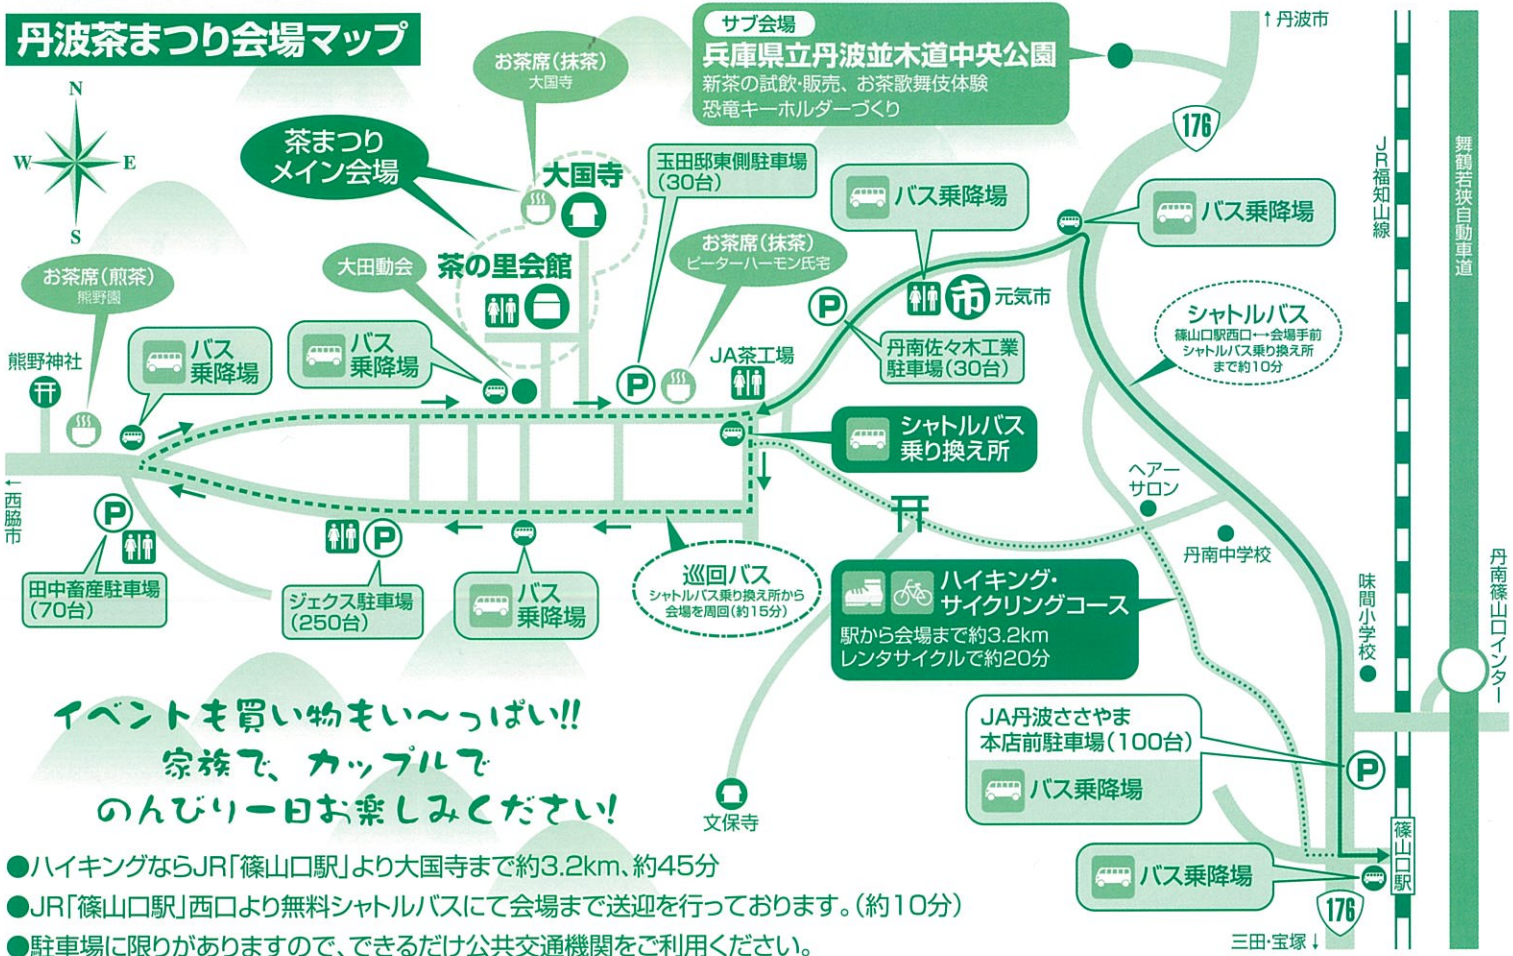 丹波茶まつり会場マップ
N
W
E
S
サブ会場
兵庫県立丹波並木道中央公園
新茶の試飲・販売、お茶歌舞伎体験
恐竜キーホルダーづくり
↑丹波市
176
JR福知山線
舞鶴若狭自動車道
お茶席(抹茶)
大国寺
茶まつり
メイン会場
大国寺
玉田邸東側駐車場
(30台)
バス乗降場
バス乗降場
お茶席(煎茶)
熊野園
大田動会
茶の里会館
お茶席(抹茶)
ピーターハーモン氏宅
P
市
元気市
シャトルバス
篠山口駅西口↔会場手前
シャトルバス乗り換え所
まで約10分
熊野神社
バス
乗降場
バス
乗降場
P
JA茶工場
丹南佐々木工業
駐車場(30台)
シャトルバス
乗り換え所
←西脇市
ヘアー
サロン
丹南中学校
P
田中畜産駐車場
(70台)
P
ジェクス駐車場
(250台)
バス
乗降場
巡回バス
シャトルバス乗り換え所から
会場を周回(約15分)
ハイキング・
サイクリングコース
駅から会場まで約3.2km
レンタサイクルで約20分
味間小学校
丹南篠山口インター
イベントも買い物もい〜っぱい!!
家族で、カップルで
のんびり一日お楽しみください!
文保寺
JA丹波ささやま
本店前駐車場(100台)
バス乗降場
P
バス乗降場
篠山口駅
176
三田・宝塚↓
●ハイキングならJR「篠山口駅」より大国寺まで約3.2km、約45分
●JR「篠山口駅」西口より無料シャトルバスにて会場まで送迎を行っております。(約10分)
●駐車場に限りがありますので、できるだけ公共交通機関をご利用ください。